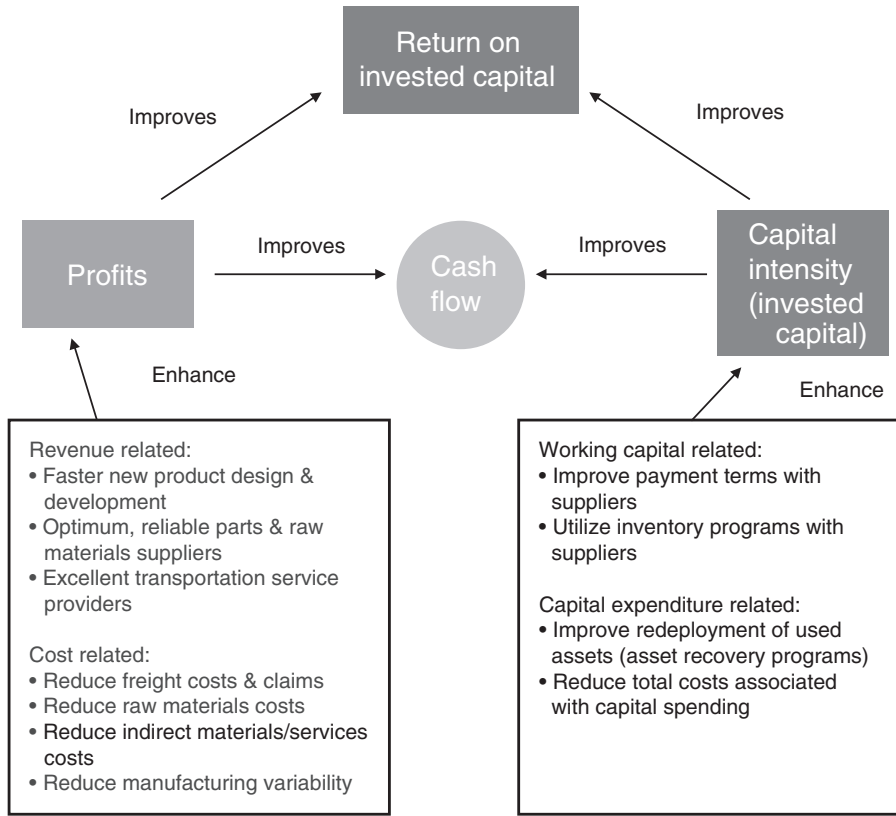 Return on
invested capital
Improves
Improves
Profits
Improves
Cash
flow
Improves
Capital
intensity
(invested
capital)
Enhance
Enhance
Revenue related:
• Faster new product design &
development
• Optimum, reliable parts & raw
materials suppliers
• Excellent transportation service
providers
Cost related:
• Reduce freight costs & claims
• Reduce raw materials costs
• Reduce indirect materials/services
costs
• Reduce manufacturing variability
Working capital related:
• Improve payment terms with
suppliers
• Utilize inventory programs with
suppliers
Capital expenditure related:
• Improve redeployment of used
assets (asset recovery programs)
• Reduce total costs associated
with capital spending